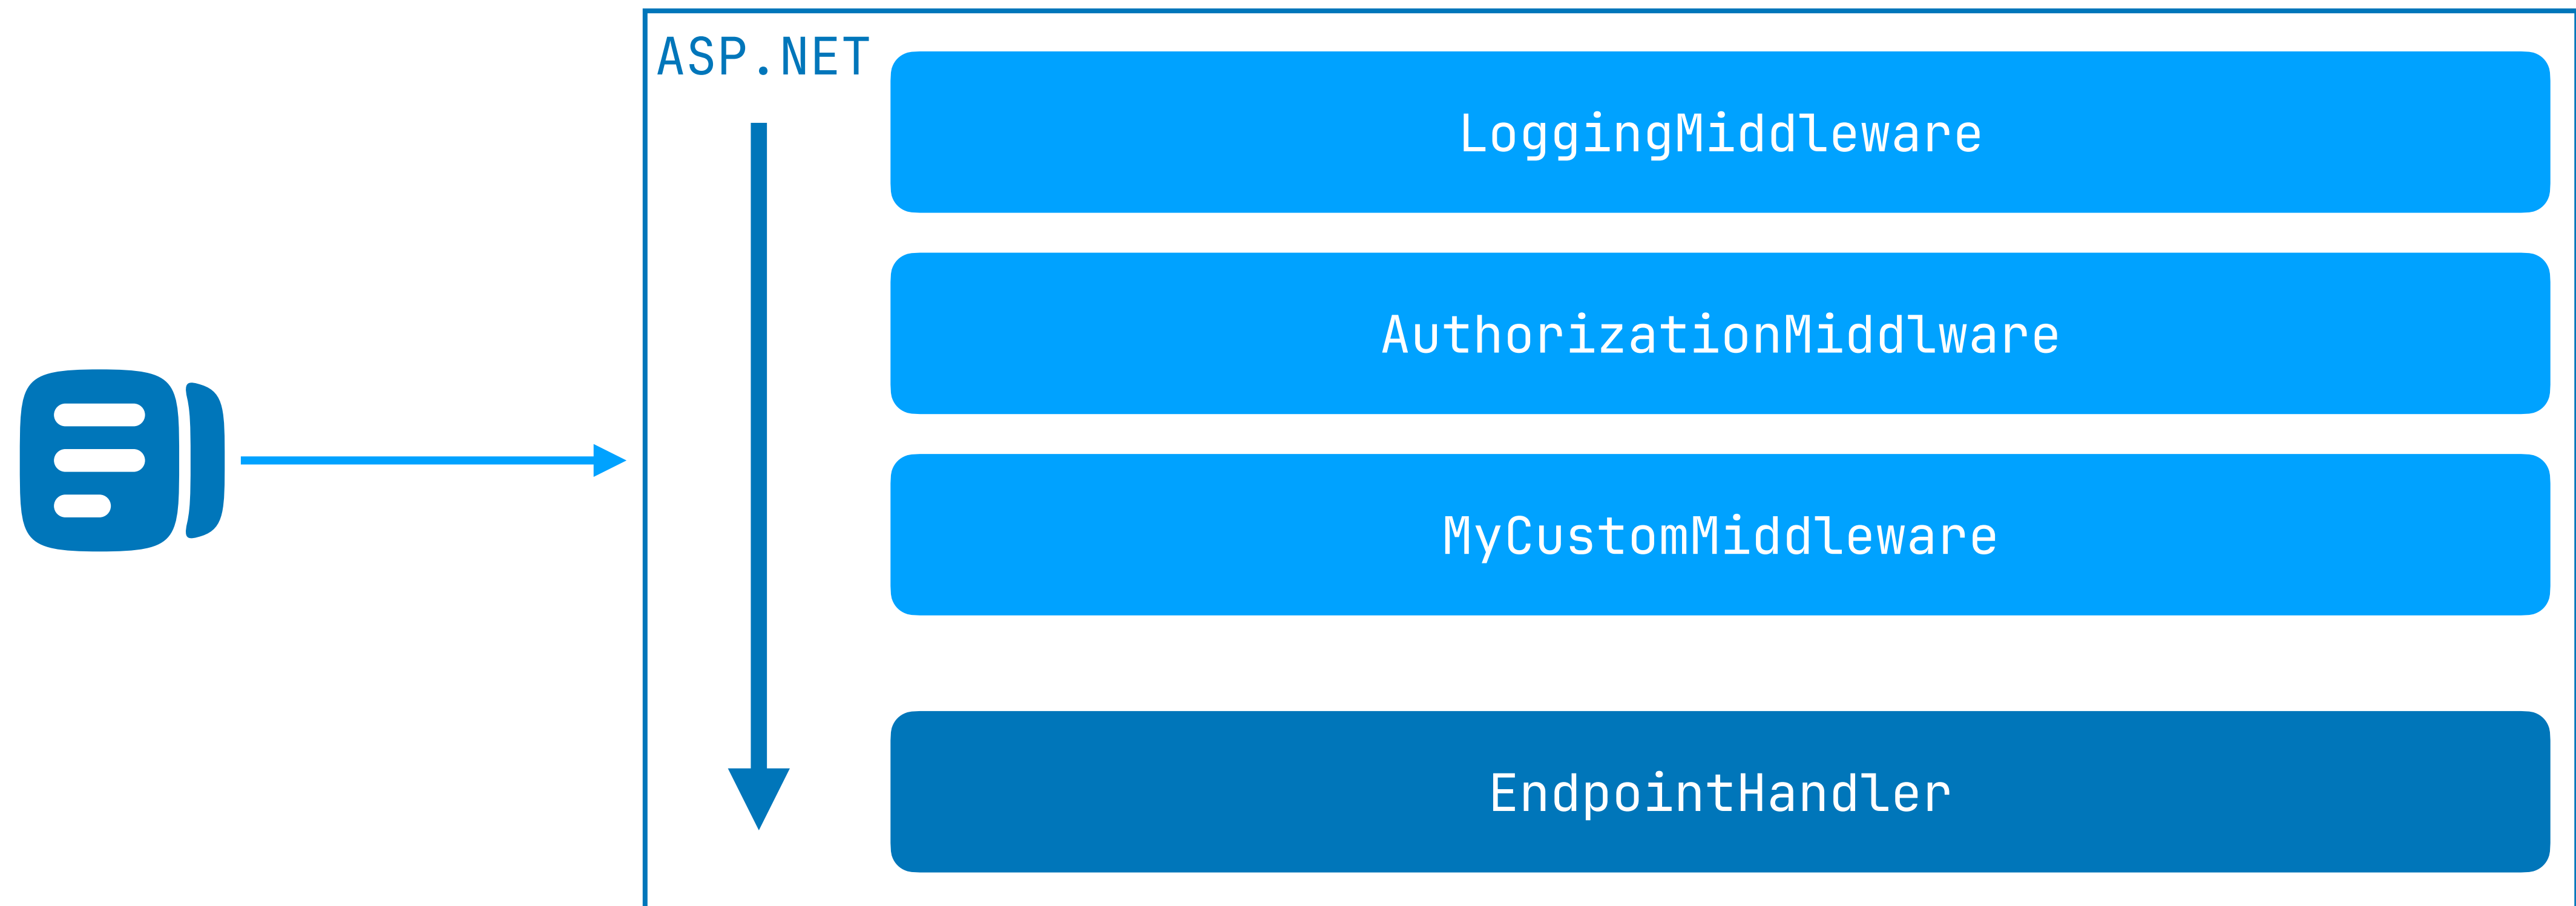 ASP.NET
LoggingMiddleware
AuthorizationMiddlware
MyCustomMiddleware
EndpointHandler